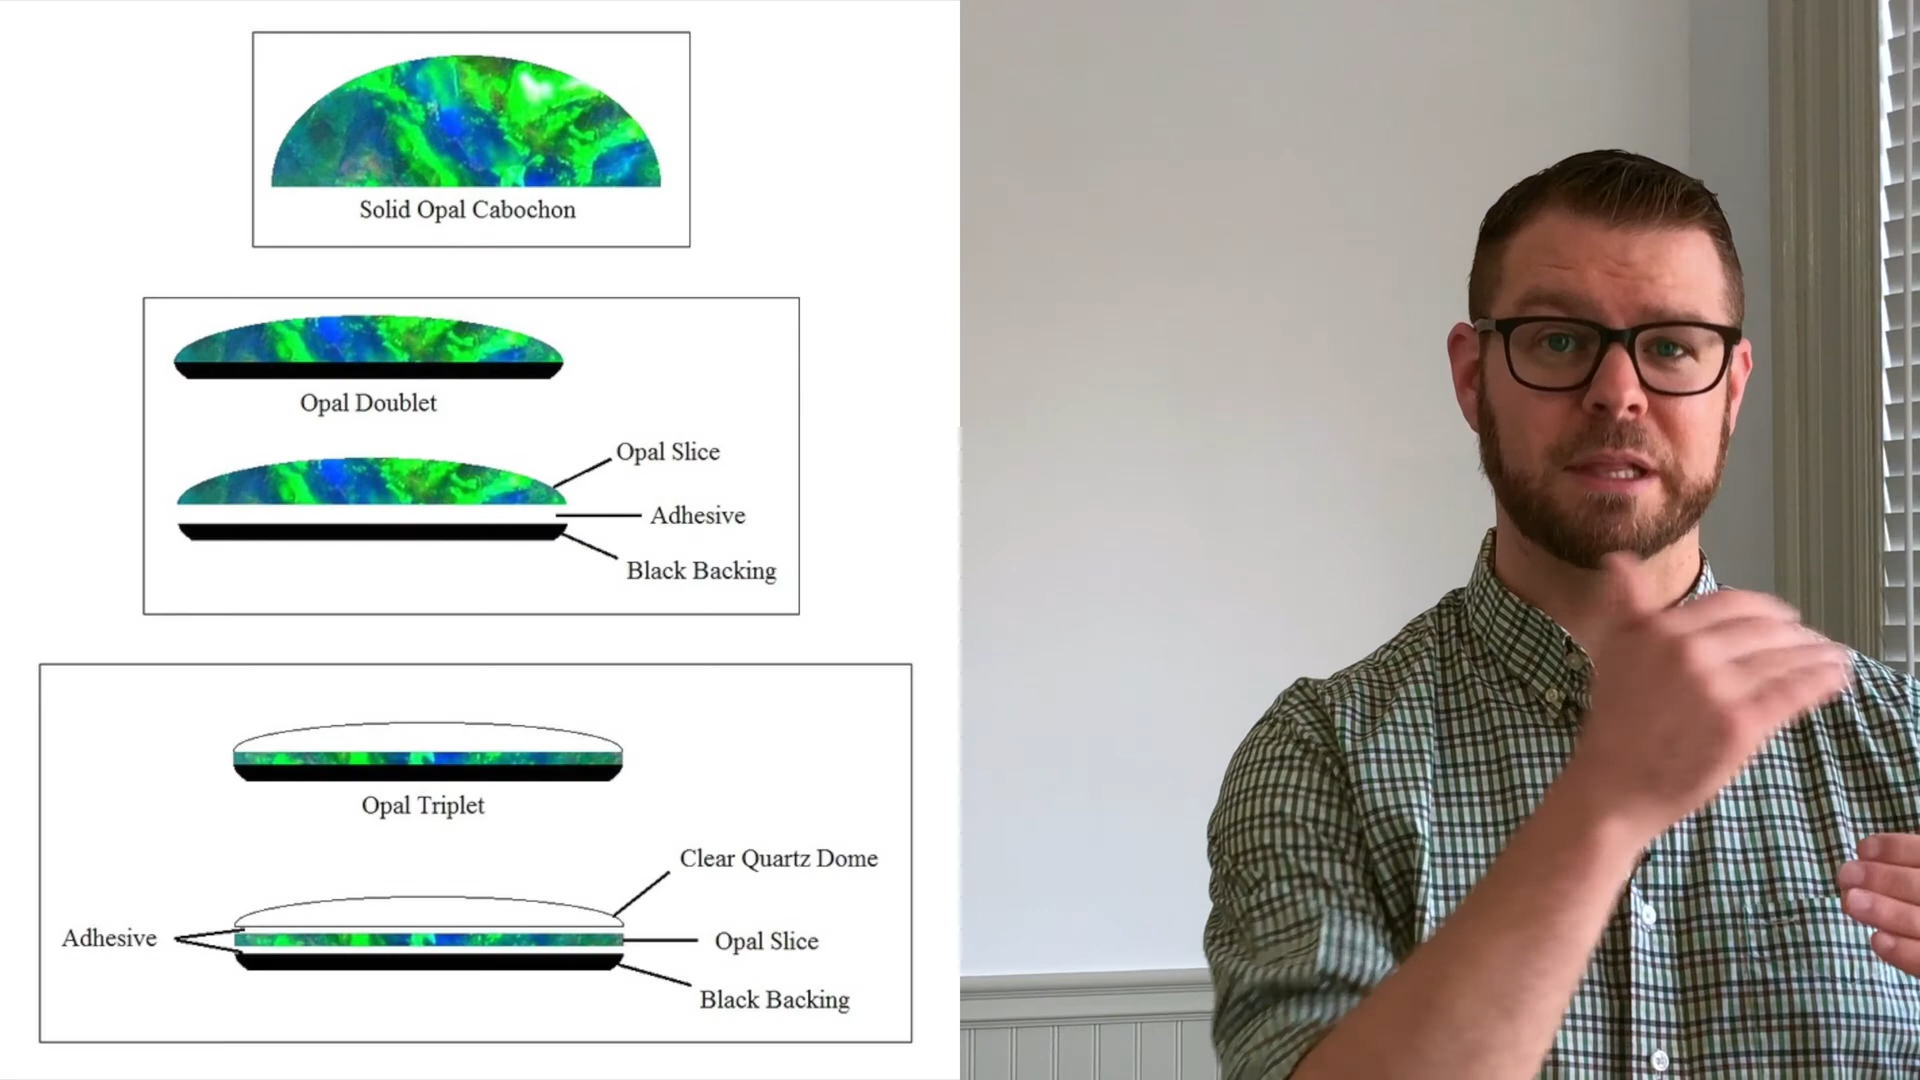 Solid Opal Cabochon
Opal Doublet
Opal Slice
Adhesive
Black Backing
Opal Triplet
Clear Quartz Dome
Adhesive
Opal Slice
Black Backing